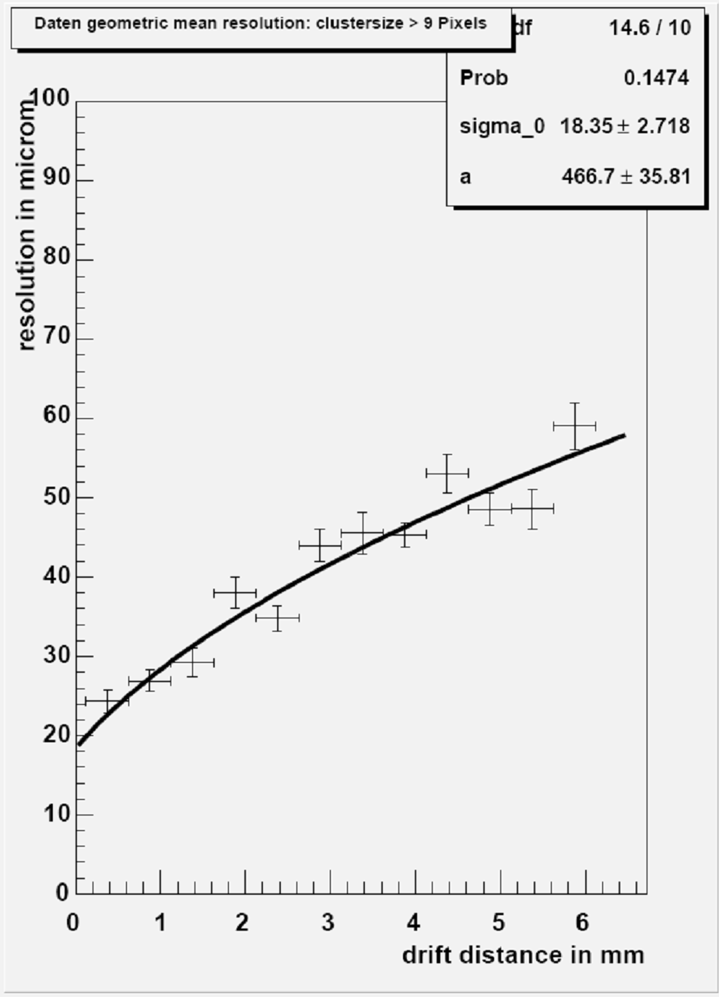 Daten geometric mean resolution: clustersize > 9 Pixels
df 14.6 / 10
Prob 0.1474
sigma_0 18.35 ± 2.718
a 466.7 ± 35.81
resolution in microm
100
90
80
70
60
50
40
30
20
10
0
0 1 2 3 4 5 6
drift distance in mm